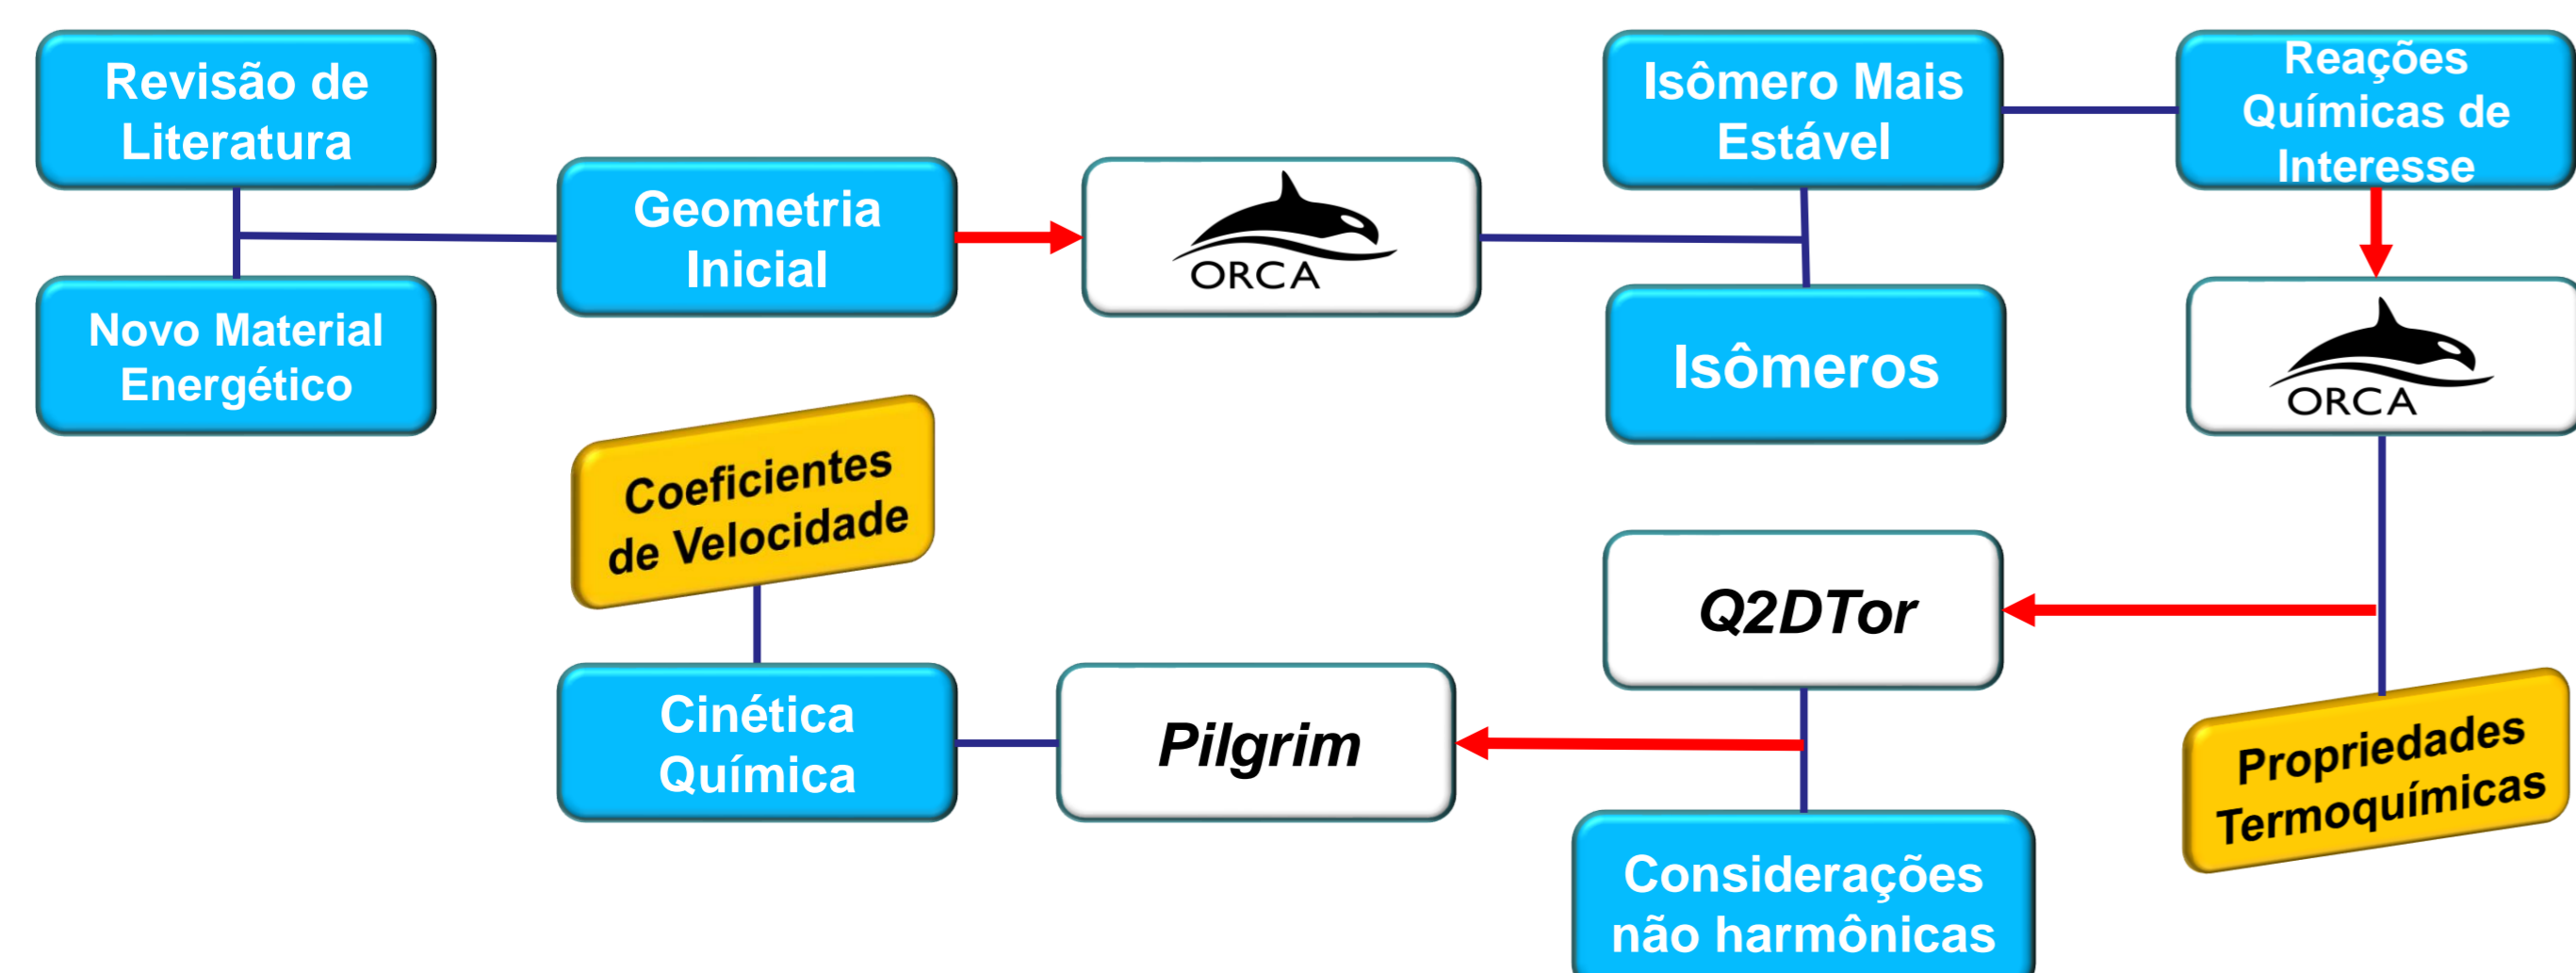 Revisão de
Literatura
Novo Material
Energético
Geometria
Inicial
ORCA
Isômero Mais
Estável
Isômeros
Reações
Químicas de
Interesse
ORCA
Propriedades
Termoquímicas
Q2DTor
Considerações
não harmônicas
Pilgrim
Cinética
Química
Coeficientes
de Velocidade